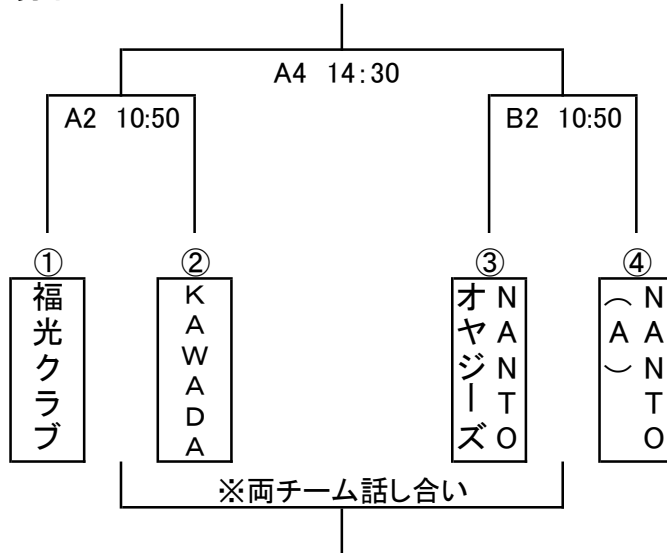 A4 14:30
A2 10:50
B2 10:50
①
②
③
④
福光クラブ
KAWADA
NANTO
オヤジーズ
NANTO
(A)
※両チーム話し合い